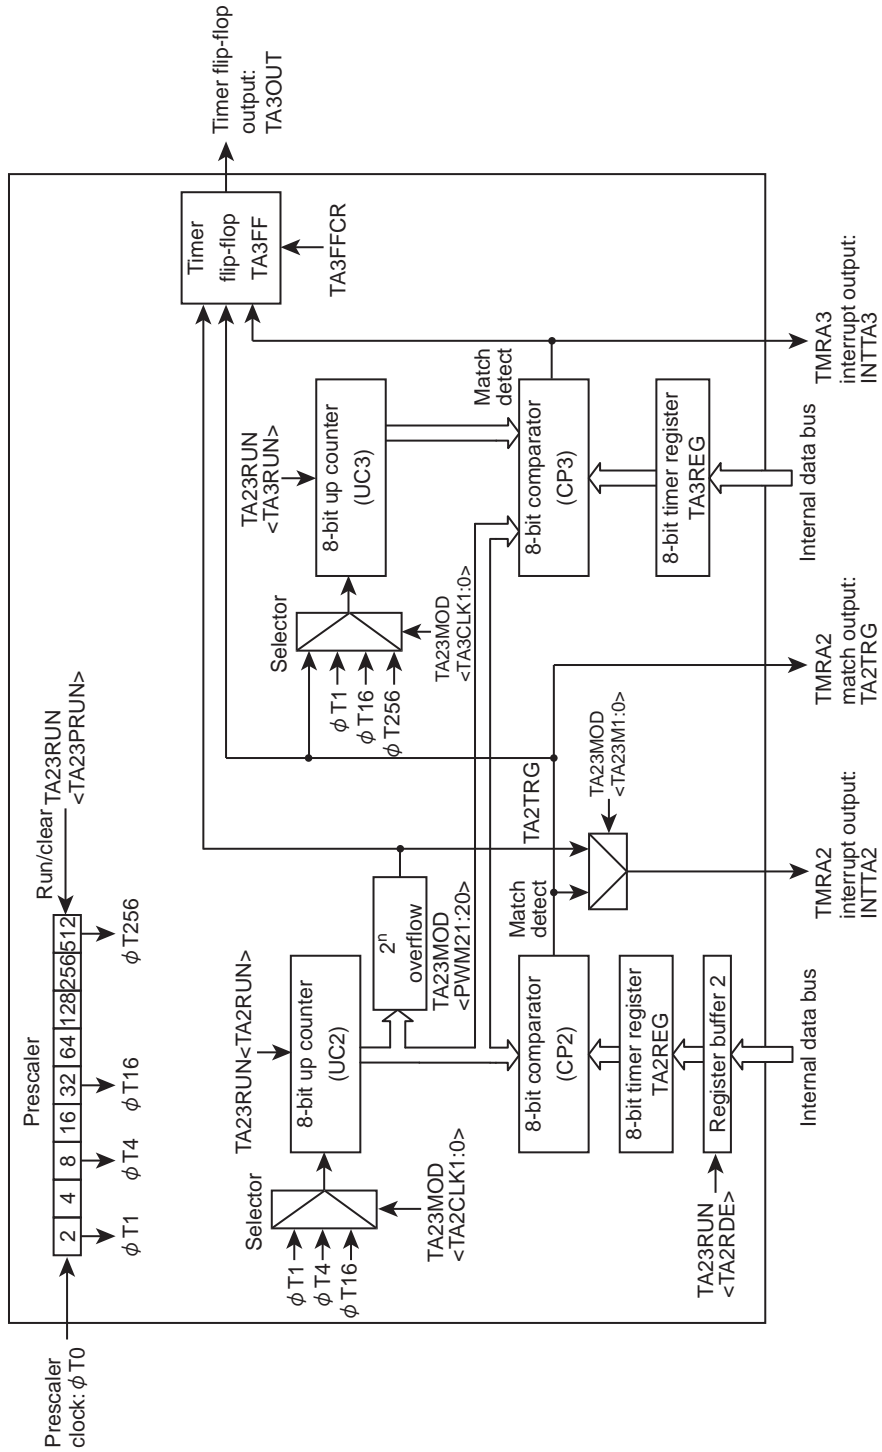 Prescaler
clock: φT0
Prescaler
2 4 8 16 32 64 128 256 512
φT1
φT4
φT16
φT256
Run/clear
TA23RUN
<TA23PRUN>
Selector
φT1
φT4
φT16
TA23MOD
<TA2CLK1:0>
TA23RUN<TA2RUN>
8-bit up counter
(UC2)
2ⁿ
overflow
TA23MOD
<PWM21:20>
8-bit comparator
(CP2)
Match
detect
8-bit timer register
TA2REG
Register buffer 2
TA23RUN
<TA2RDE>
Internal data bus
TA2TRG
TA23MOD
<TA23M1:0>
TMRA2
interrupt output:
INTTA2
TMRA2
match output:
TA2TRG
Selector
φT1
φT16
φT256
TA23MOD
<TA3CLK1:0>
TA23RUN
<TA3RUN>
8-bit up counter
(UC3)
8-bit comparator
(CP3)
Match
detect
8-bit timer register
TA3REG
Internal data bus
TMRA3
interrupt output:
INTTA3
Timer
flip-flop
TA3FF
TA3FFCR
Timer flip-flop
output:
TA3OUT